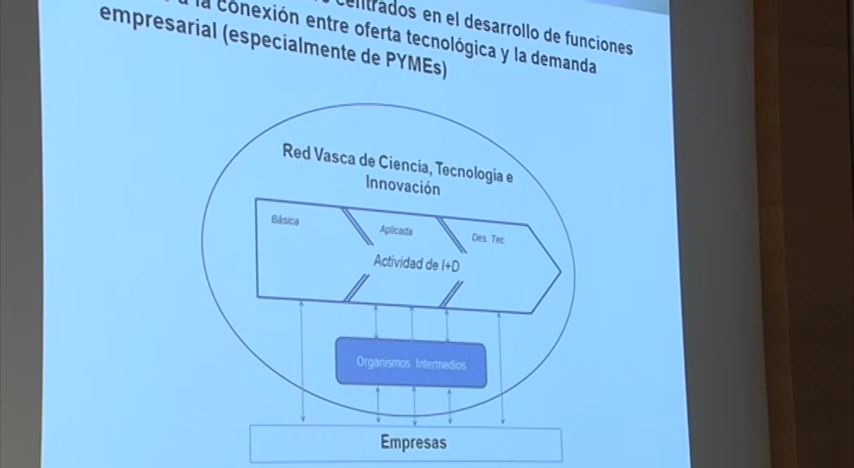 centrados en el desarrollo de funciones
a la conexión entre oferta tecnológica y la demanda
empresarial (especialmente de PYMEs)
Red Vasca de Ciencia, Tecnología e
Innovación
Básica
Aplicada
Des. Tec.
Actividad de I+D
Organismos Intermedios
Empresas